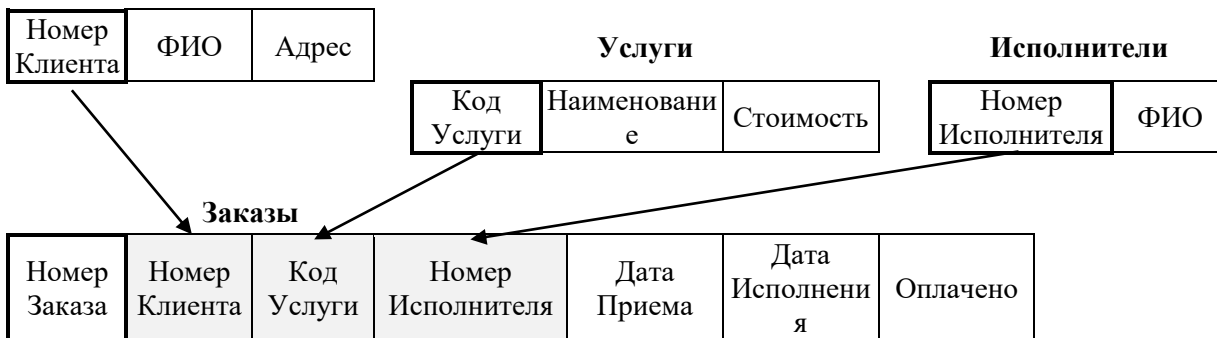 Номер
Клиента
ФИО
Адрес
Услуги
Исполнители
Код
Услуги
Наименовани
е
Стоимость
Номер
Исполнителя
ФИО
Заказы
Номер
Заказа
Номер
Клиента
Код
Услуги
Номер
Исполнителя
Дата
Приема
Дата
Исполнени
я
Оплачено